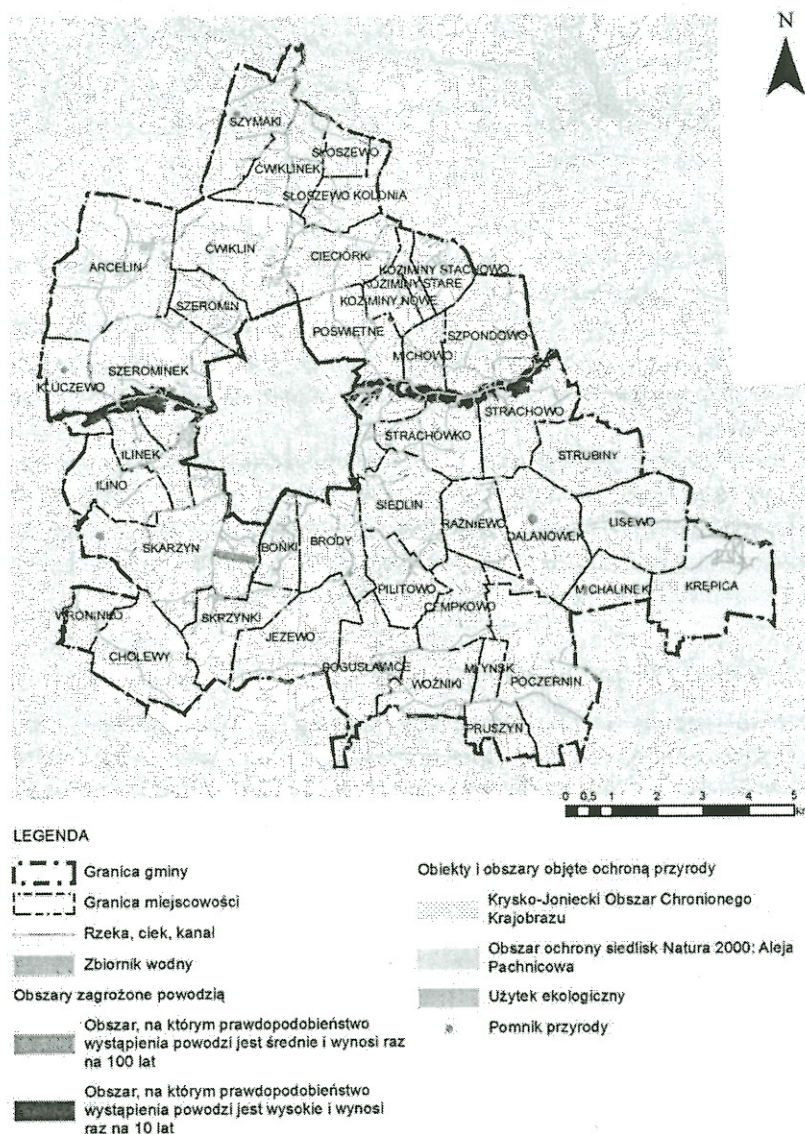 N
SZYMAKI
SŁOSZEWO
ĆWIKLINEK
SŁOSZEWO KOLONIA
ARCELIN
ĆWIKLIN
CIECIÓRKI
KOZIMINY STACHOWO
KOZIMINY STARE
SZEROMIN
KOZIMINY NOWE
POŚWIĘTNE
SZPONDOWO
MICHOWO
SZEROMINEK
KLUCZEWO
STRACHOWO
STRACHÓWKO
ILINEK
STRUBINY
ILINO
SIEDLIN
RAŹNIEWO
DALANÓWEK
LISEWO
SKARZYN
BOŃKI
BRODY
PILITOWO
MICHALINEK
KRĘPICA
WRONINKO
SKRZYNKI
CEMPKOWO
JEŻEWO
CHOLEWY
BOGUSŁAWICE
WOŹNIKI
MŁYŃSK
POCZERNIN
PRUSZYN
0 0,5 1 2 3 4 5
LEGENDA
Granica gminy
Granica miejscowości
Rzeka, ciek, kanał
Zbiornik wodny
Obszary zagrożone powodzią
Obszar, na którym prawdopodobieństwo
wystąpienia powodzi jest średnie i wynosi raz
na 100 lat
Obszar, na którym prawdopodobieństwo
wystąpienia powodzi jest wysokie i wynosi
raz na 10 lat
Obiekty i obszary objęte ochroną przyrody
Krysko-Joniecki Obszar Chronionego
Krajobrazu
Obszar ochrony siedlisk Natura 2000: Aleja
Pachnicowa
Użytek ekologiczny
Pomnik przyrody